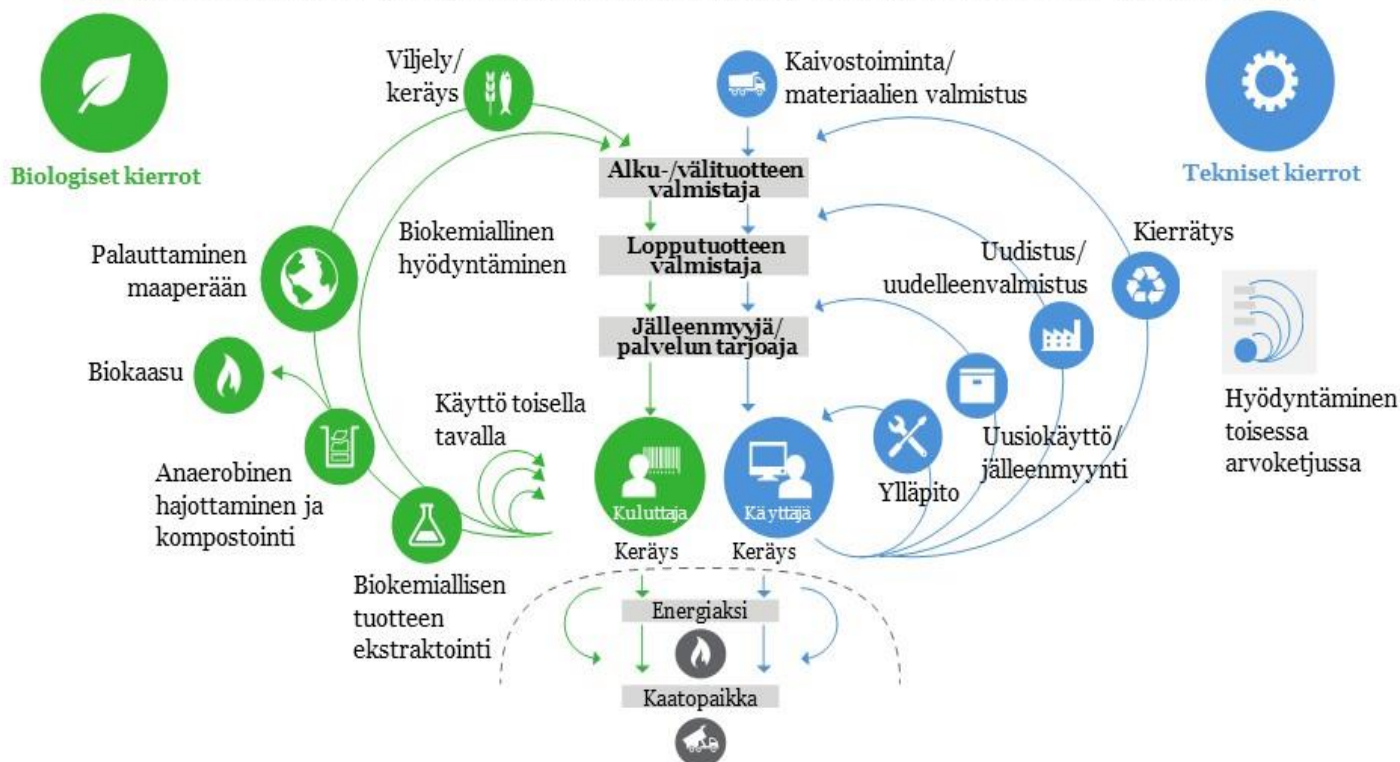 Biologiset kierrot
Viljely/
keräys
Kaivostoiminta/
materiaalien valmistus
Tekniset kierrot
Alku-/välituotteen
valmistaja
Palauttaminen
maaperään
Biokemiallinen
hyödyntäminen
Lopputuotteen
valmistaja
Uudistus/
uudelleenvalmistus
Kierrätys
Jälleenmyyjä/
palvelun tarjoaja
Biokaasu
Käyttö toisella
tavalla
Hyödyntäminen
toisessa
arvoketjussa
Anaerobinen
hajottaminen ja
kompostointi
Kuluttaja
Käyttäjä
Ylläpito
Uusiokäyttö/
jälleenmyynti
Keräys
Keräys
Biokemiallisen
tuotteen
ekstraktointi
Energiaksi
Kaatopaikka